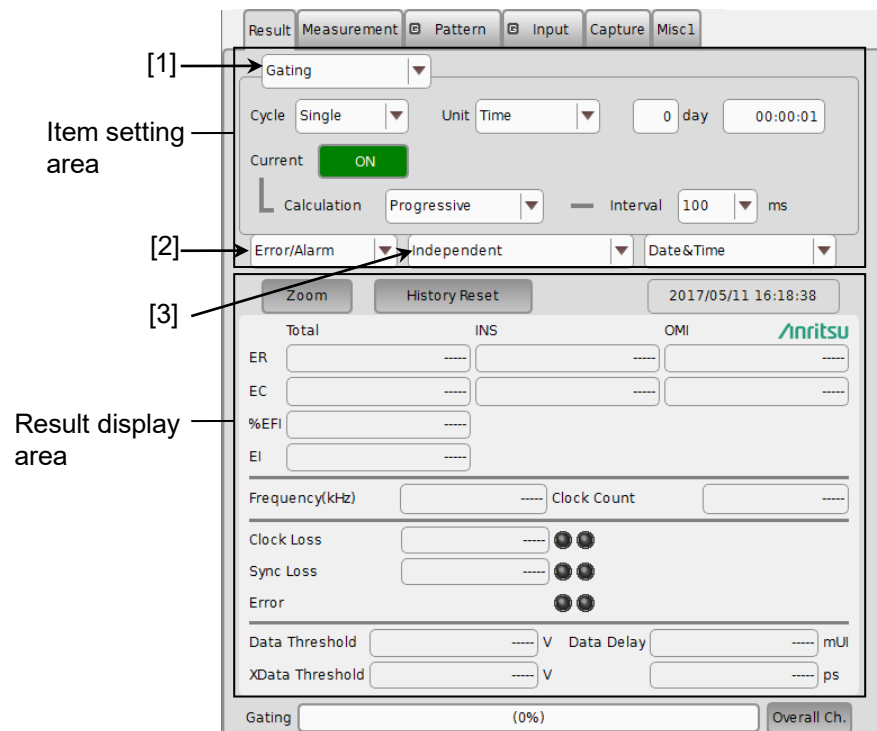 Result Measurement G Pattern G Input Capture Misc1
[1] Gating
Cycle Single Unit Time 0 day 00:00:01
Item setting
area
Current ON
Calculation Progressive Interval 100 ms
[2] Error/Alarm Independent Date&Time
[3]
Zoom History Reset 2017/05/11 16:18:38
Total INS OMI Anritsu
ER ----- ----- -----
EC ----- ----- -----
Result display
area
%EFI -----
EI -----
Frequency(kHz) ----- Clock Count -----
Clock Loss -----
Sync Loss -----
Error
Data Threshold ----- V Data Delay ----- mUI
XData Threshold ----- V ----- ps
Gating (0%) Overall Ch.